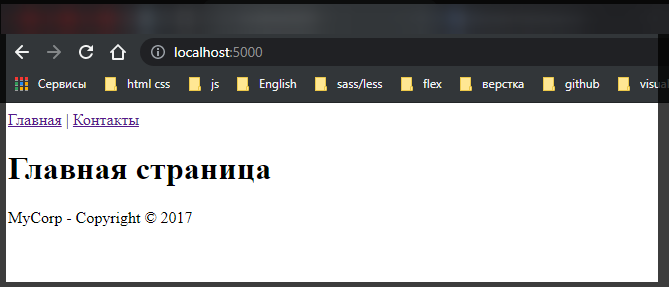 localhost:5000
Сервисы html css js English sass/less flex верстка github visual
Главная | Контакты
Главная страница
MyCorp - Copyright © 2017